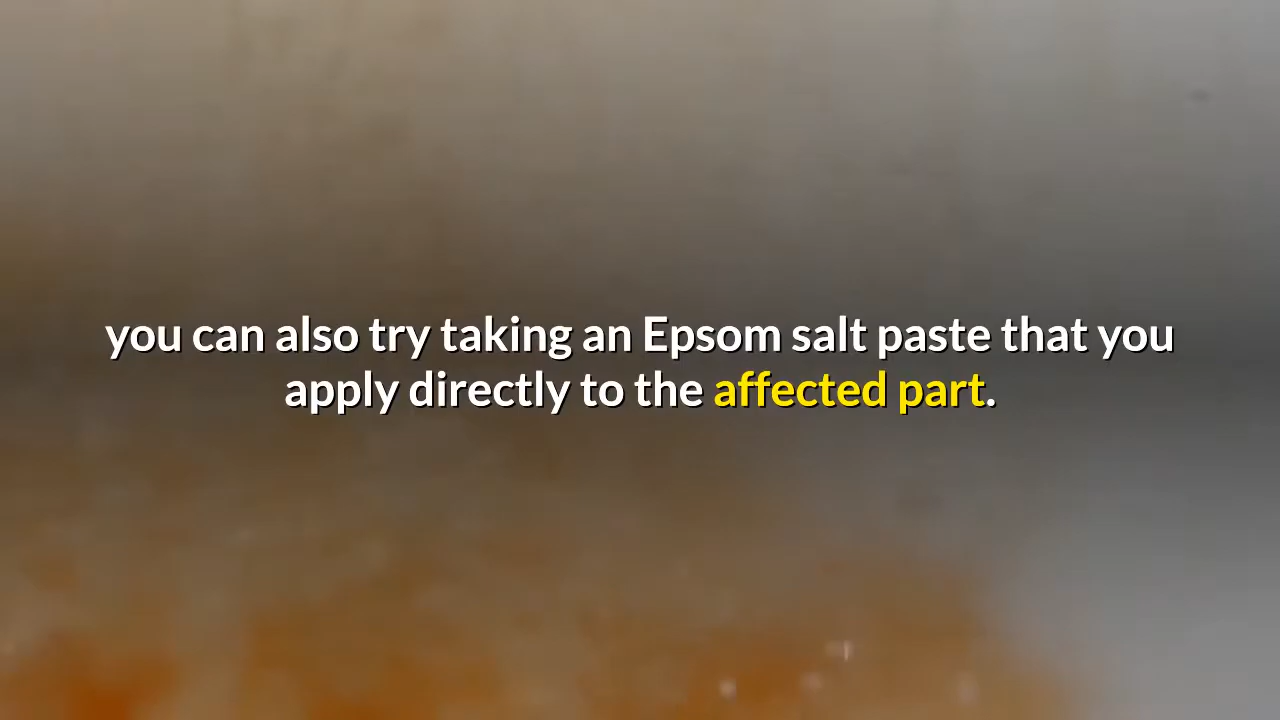 you can also try taking an Epsom salt paste that you
apply directly to the affected part.